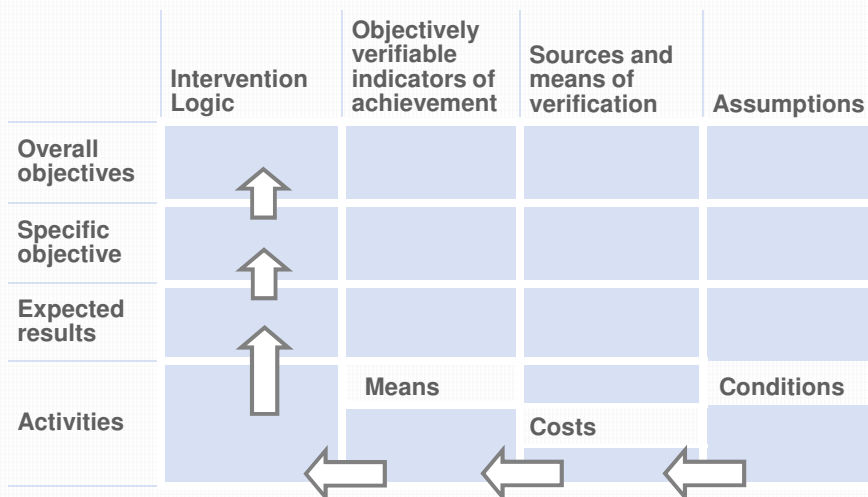 Intervention
Logic
Objectively
verifiable
indicators of
achievement
Sources and
means of
verification
Assumptions
Overall
objectives
Specific
objective
Expected
results
Activities
Means
Costs
Conditions